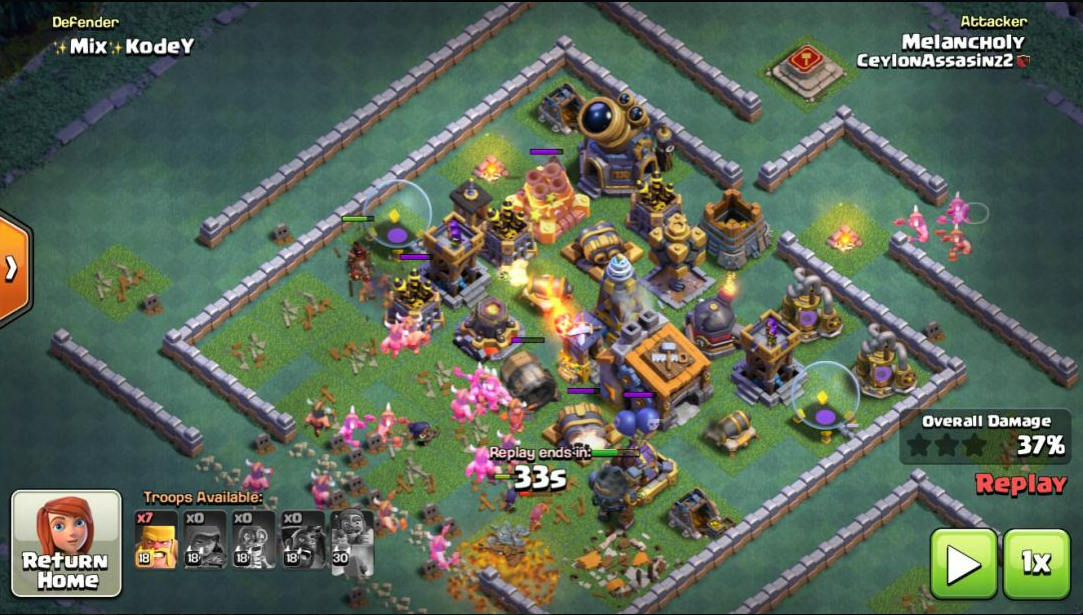 Defender
✨Mix✨KodeY
Attacker
Melancholy
CeylonAssasinz2
Overall Damage
37%
Replay
Replay ends in:
33s
Troops Available:
x7
x0
x0
x0
18
18
18
18
30
Return
Home
1x